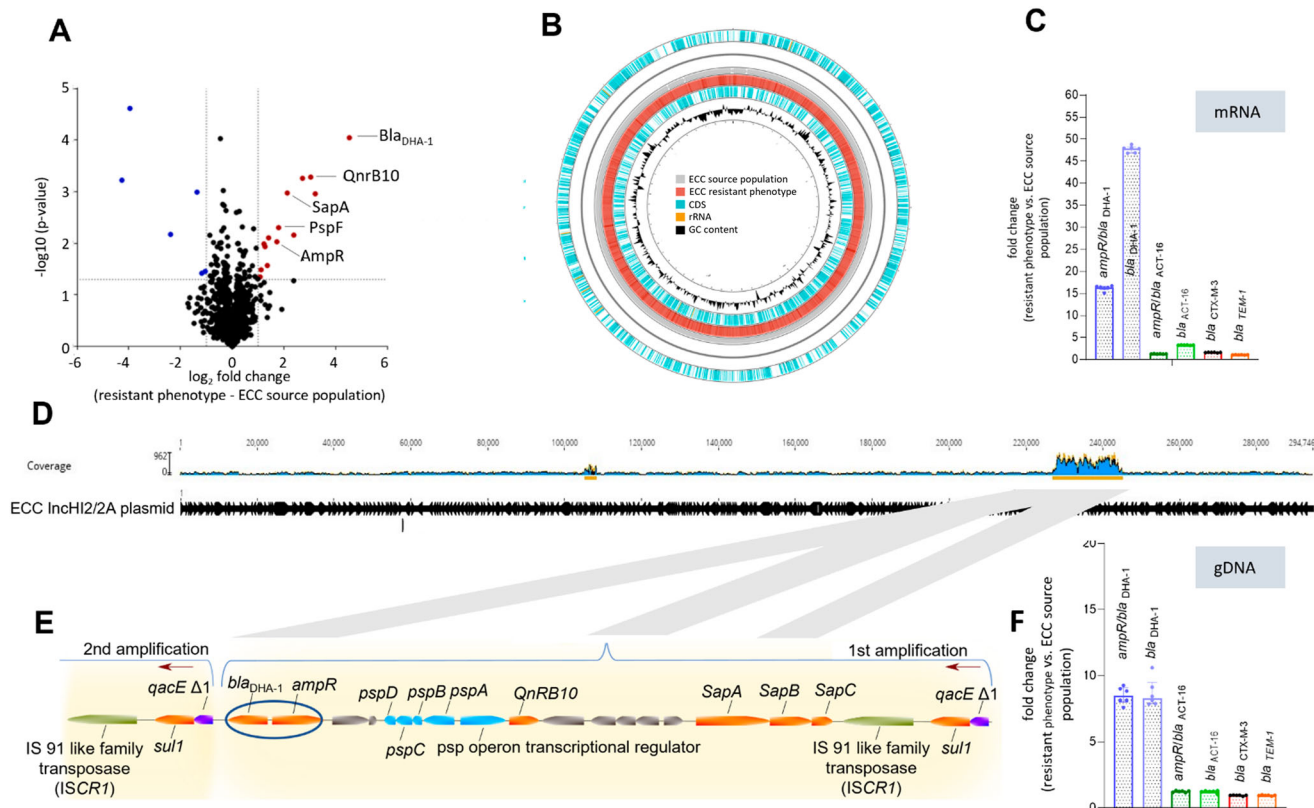 A
5
4
3
2
1
0
-log10 (p-value)
-6
-4
-2
0
2
4
6
log2 fold change
(resistant phenotype - ECC source population)
BlaDHA-1
QnrB10
SapA
PspF
AmpR
B
ECC source population
ECC resistant phenotype
CDS
rRNA
GC content
C
mRNA
fold change
(resistant phenotype vs. ECC source
population)
60
55
50
45
40
35
30
25
20
15
10
5
0
ampR/bla DHA-1
bla DHA-1
ampR/bla ACT-16
bla ACT-16
bla CTX-M-3
bla TEM-1
D
1
20,000
40,000
60,000
80,000
100,000
120,000
140,000
160,000
180,000
200,000
220,000
240,000
260,000
280,000
294,746
Coverage
962
0
ECC IncHI2/2A plasmid
E
2nd amplification
1st amplification
qacE Δ1
blaDHA-1
ampR
pspD
pspB
pspA
QnRB10
SapA
SapB
SapC
qacE Δ1
IS 91 like family
transposase
(ISCR1)
sul1
pspC
psp operon transcriptional regulator
IS 91 like family
transposase
(ISCR1)
sul1
F
gDNA
fold change
(resistant phenotype vs. ECC source
population)
20
15
10
5
0
ampR/bla DHA-1
bla DHA-1
ampR/bla ACT-16
bla ACT-16
bla CTX-M-3
bla TEM-1